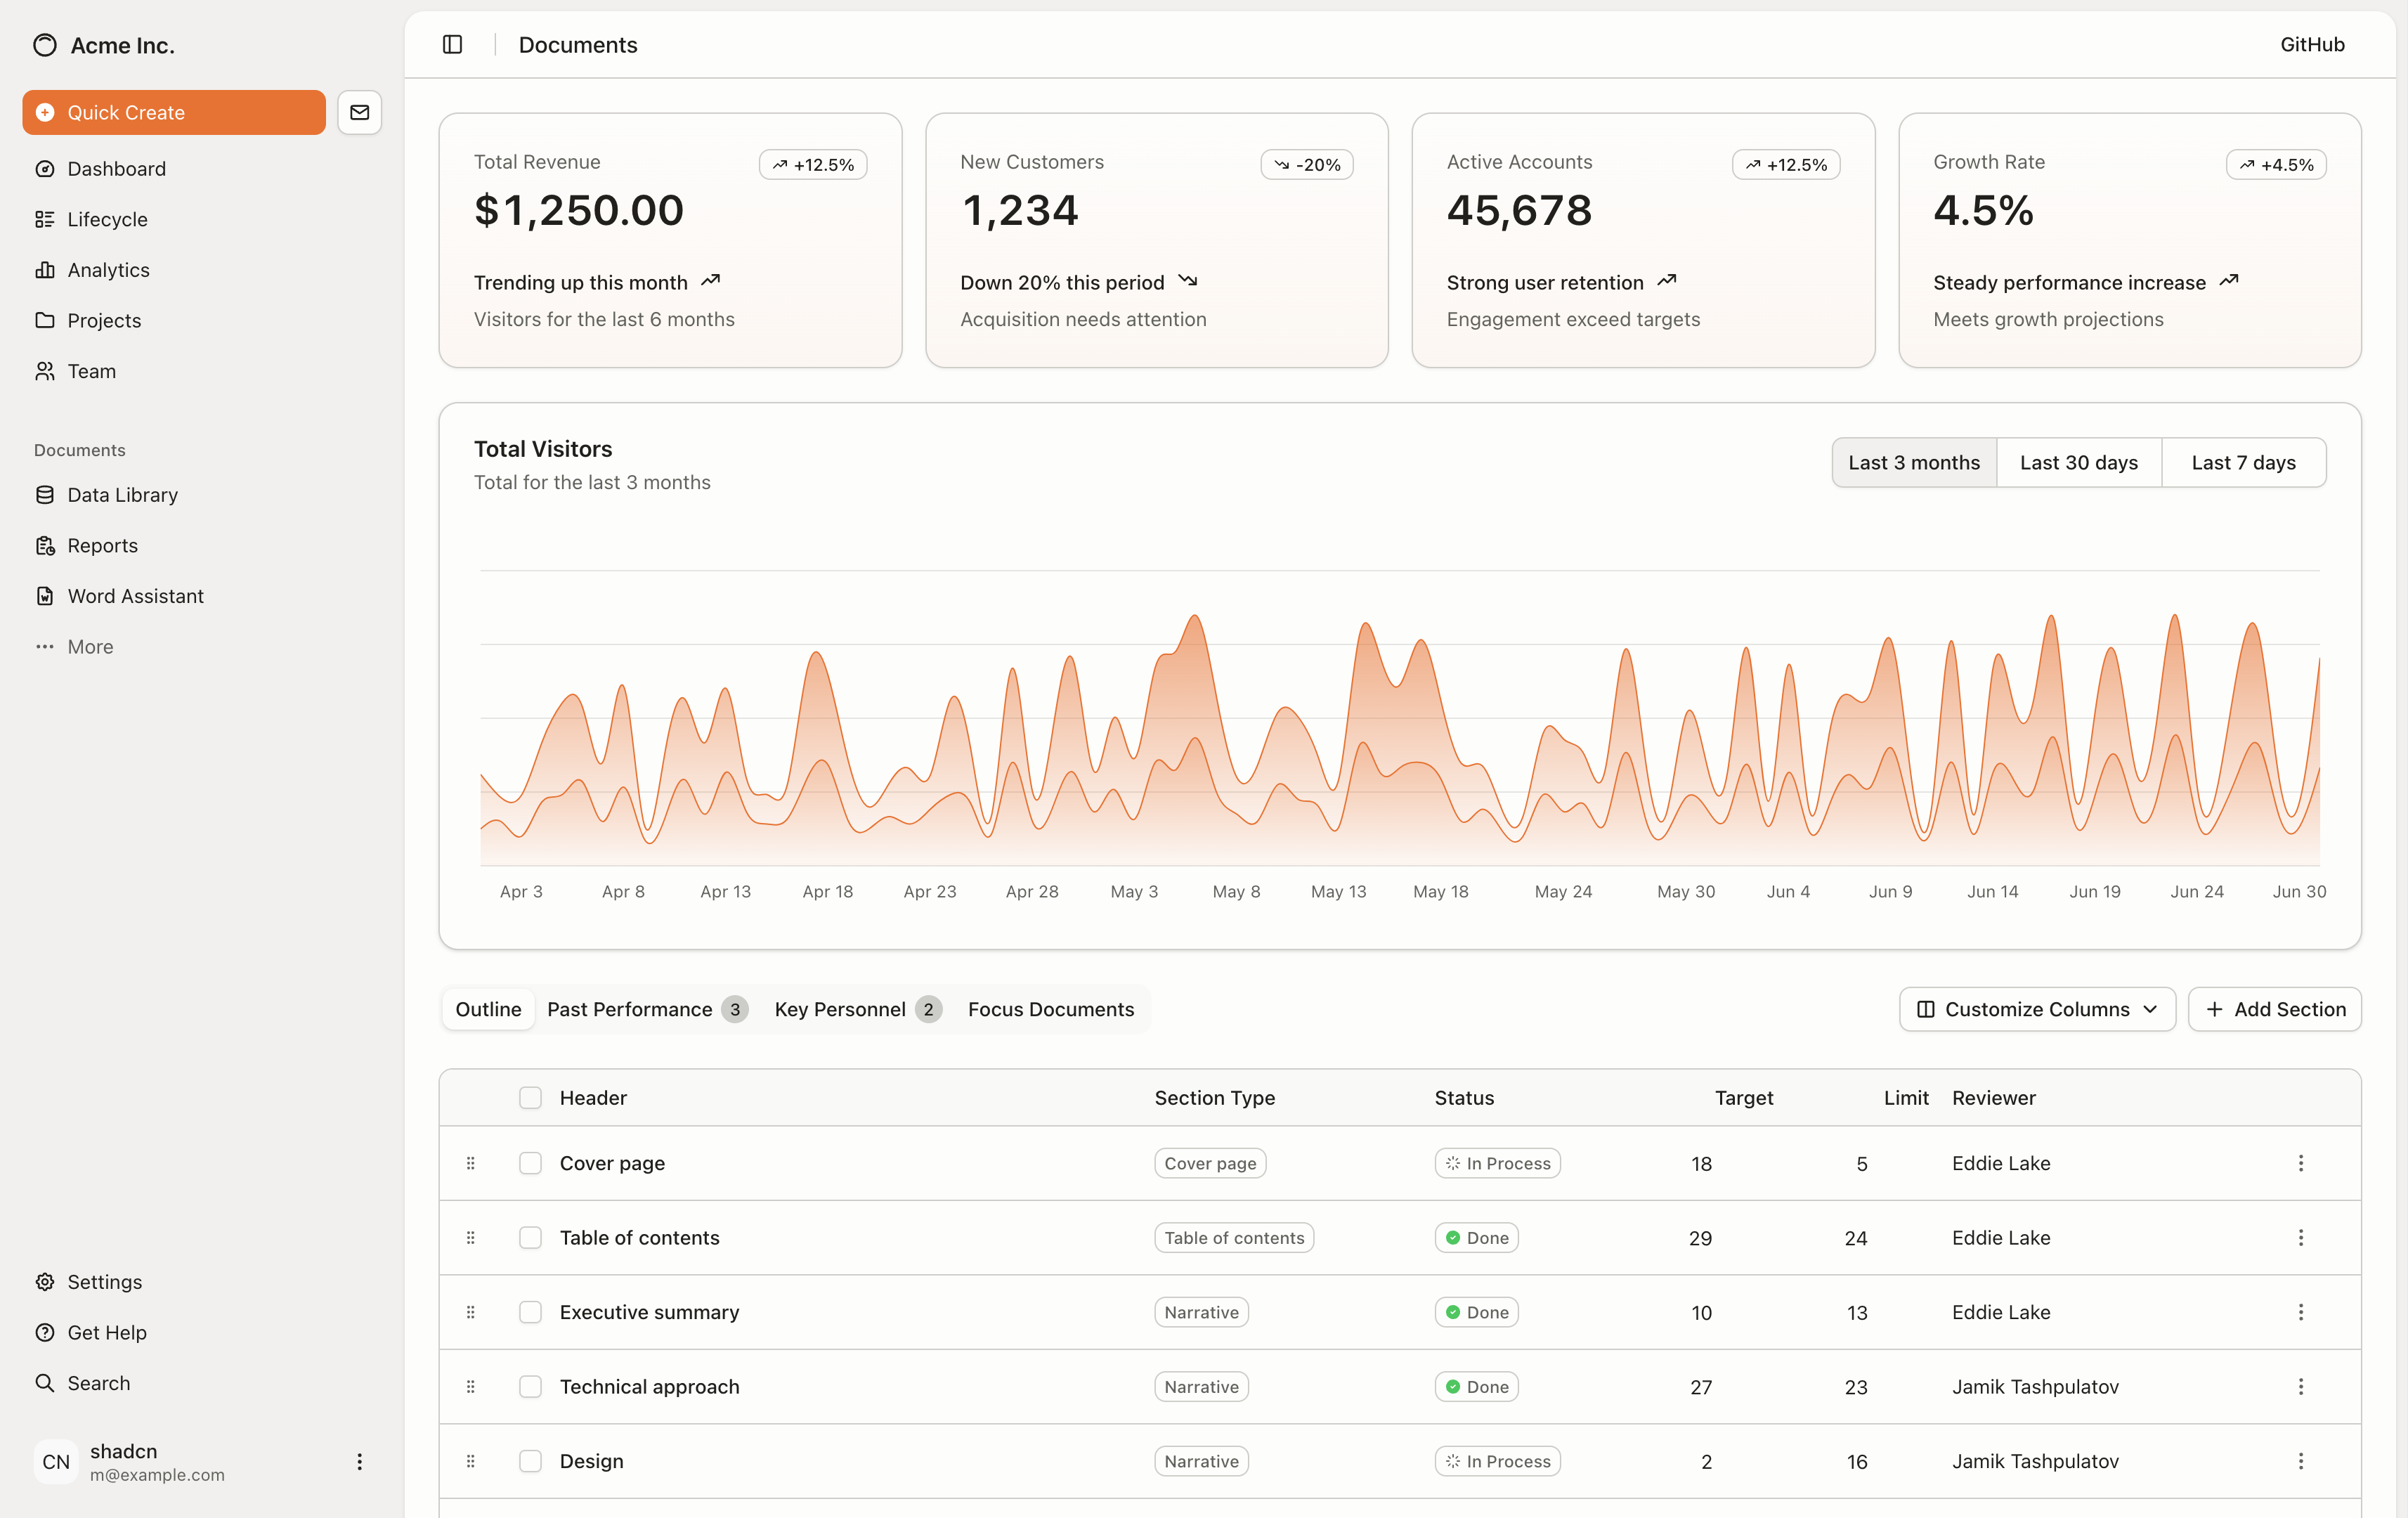 Acme Inc.
Quick Create
Dashboard
Lifecycle
Analytics
Projects
Team
Documents
Data Library
Reports
Word Assistant
More
Settings
Get Help
Search
CN
shadcn
m@example.com
Documents
GitHub
Total Revenue
+12.5%
$1,250.00
Trending up this month
Visitors for the last 6 months
New Customers
-20%
1,234
Down 20% this period
Acquisition needs attention
Active Accounts
+12.5%
45,678
Strong user retention
Engagement exceed targets
Growth Rate
+4.5%
4.5%
Steady performance increase
Meets growth projections
Total Visitors
Total for the last 3 months
Last 3 months Last 30 days Last 7 days
Apr 3 Apr 8 Apr 13 Apr 18 Apr 23 Apr 28 May 3 May 8 May 13 May 18 May 24 May 30 Jun 4 Jun 9 Jun 14 Jun 19 Jun 24 Jun 30
Outline Past Performance 3 Key Personnel 2 Focus Documents
Customize Columns
Add Section
Header Section Type Status Target Limit Reviewer
Cover page Cover page In Process 18 5 Eddie Lake
Table of contents Table of contents Done 29 24 Eddie Lake
Executive summary Narrative Done 10 13 Eddie Lake
Technical approach Narrative Done 27 23 Jamik Tashpulatov
Design Narrative In Process 2 16 Jamik Tashpulatov